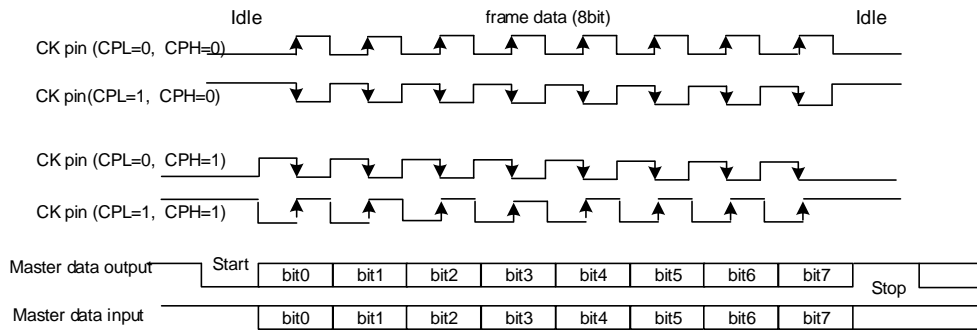 Idle frame data (8bit) Idle
CK pin (CPL=0, CPH=0)
CK pin(CPL=1, CPH=0)
CK pin (CPL=0, CPH=1)
CK pin (CPL=1, CPH=1)
Master data output Start bit0 bit1 bit2 bit3 bit4 bit5 bit6 bit7
Stop
Master data input bit0 bit1 bit2 bit3 bit4 bit5 bit6 bit7